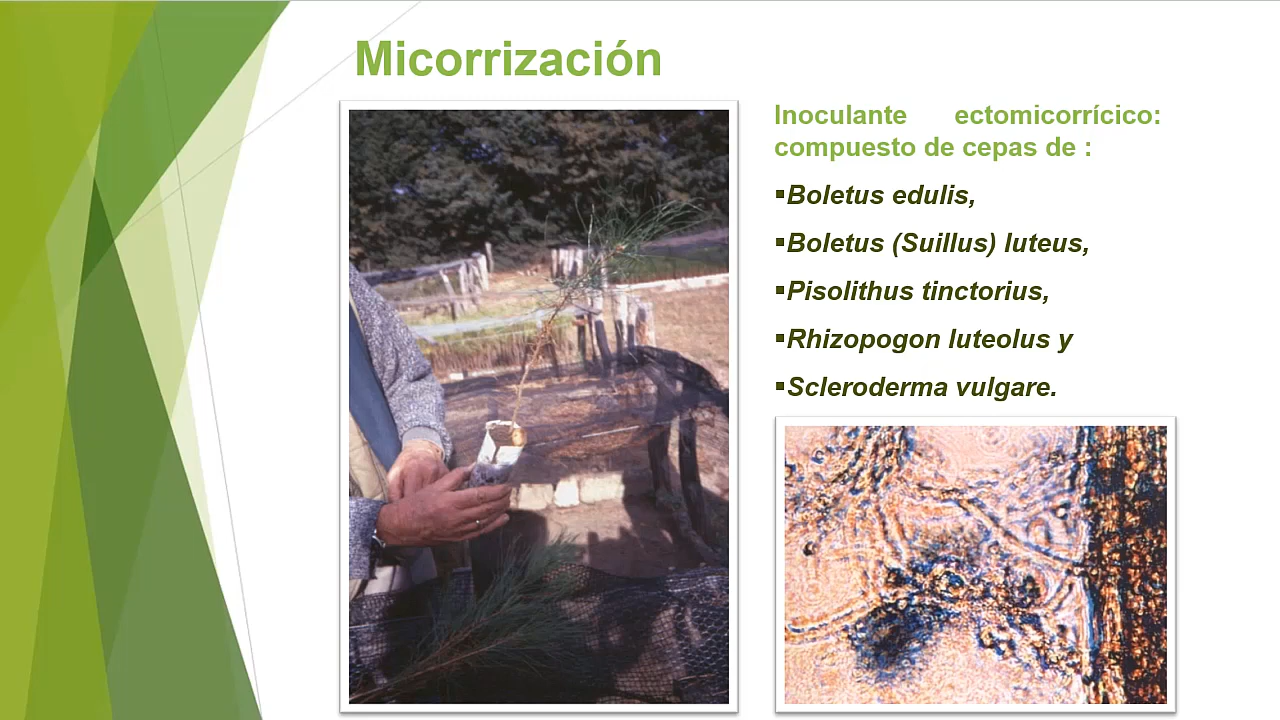 Micorrización
Inoculante ectomicorrícico:
compuesto de cepas de :
▪Boletus edulis,
▪Boletus (Suillus) luteus,
▪Pisolithus tinctorius,
▪Rhizopogon luteolus y
▪Scleroderma vulgare.